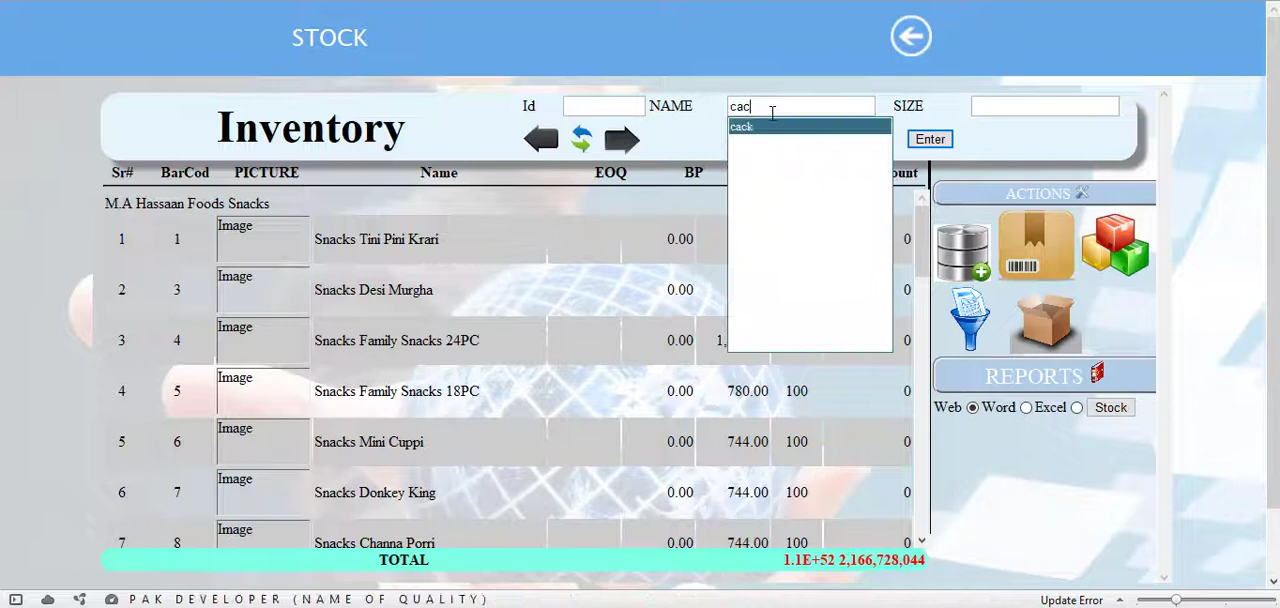 STOCK
Inventory
Id
NAME
cac
SIZE
cack
Enter
Sr# BarCod PICTURE Name EOQ BP ount
M.A Hassaan Foods Snacks
1 1 Image Snacks Tini Pini Krari 0.00 0
2 3 Image Snacks Desi Murgha 0.00 0
3 4 Image Snacks Family Snacks 24PC 0.00 1, 0
4 5 Image Snacks Family Snacks 18PC 0.00 780.00 100 0
5 6 Image Snacks Mini Cuppi 0.00 744.00 100 0
6 7 Image Snacks Donkey King 0.00 744.00 100 0
7 8 Image Snacks Channa Porri 0.00 744.00 100 0
TOTAL 1.1E+52 2,166,728,044
ACTIONS
REPORTS
Web Word Excel Stock
PAK DEVELOPER (NAME OF QUALITY)
Update Error